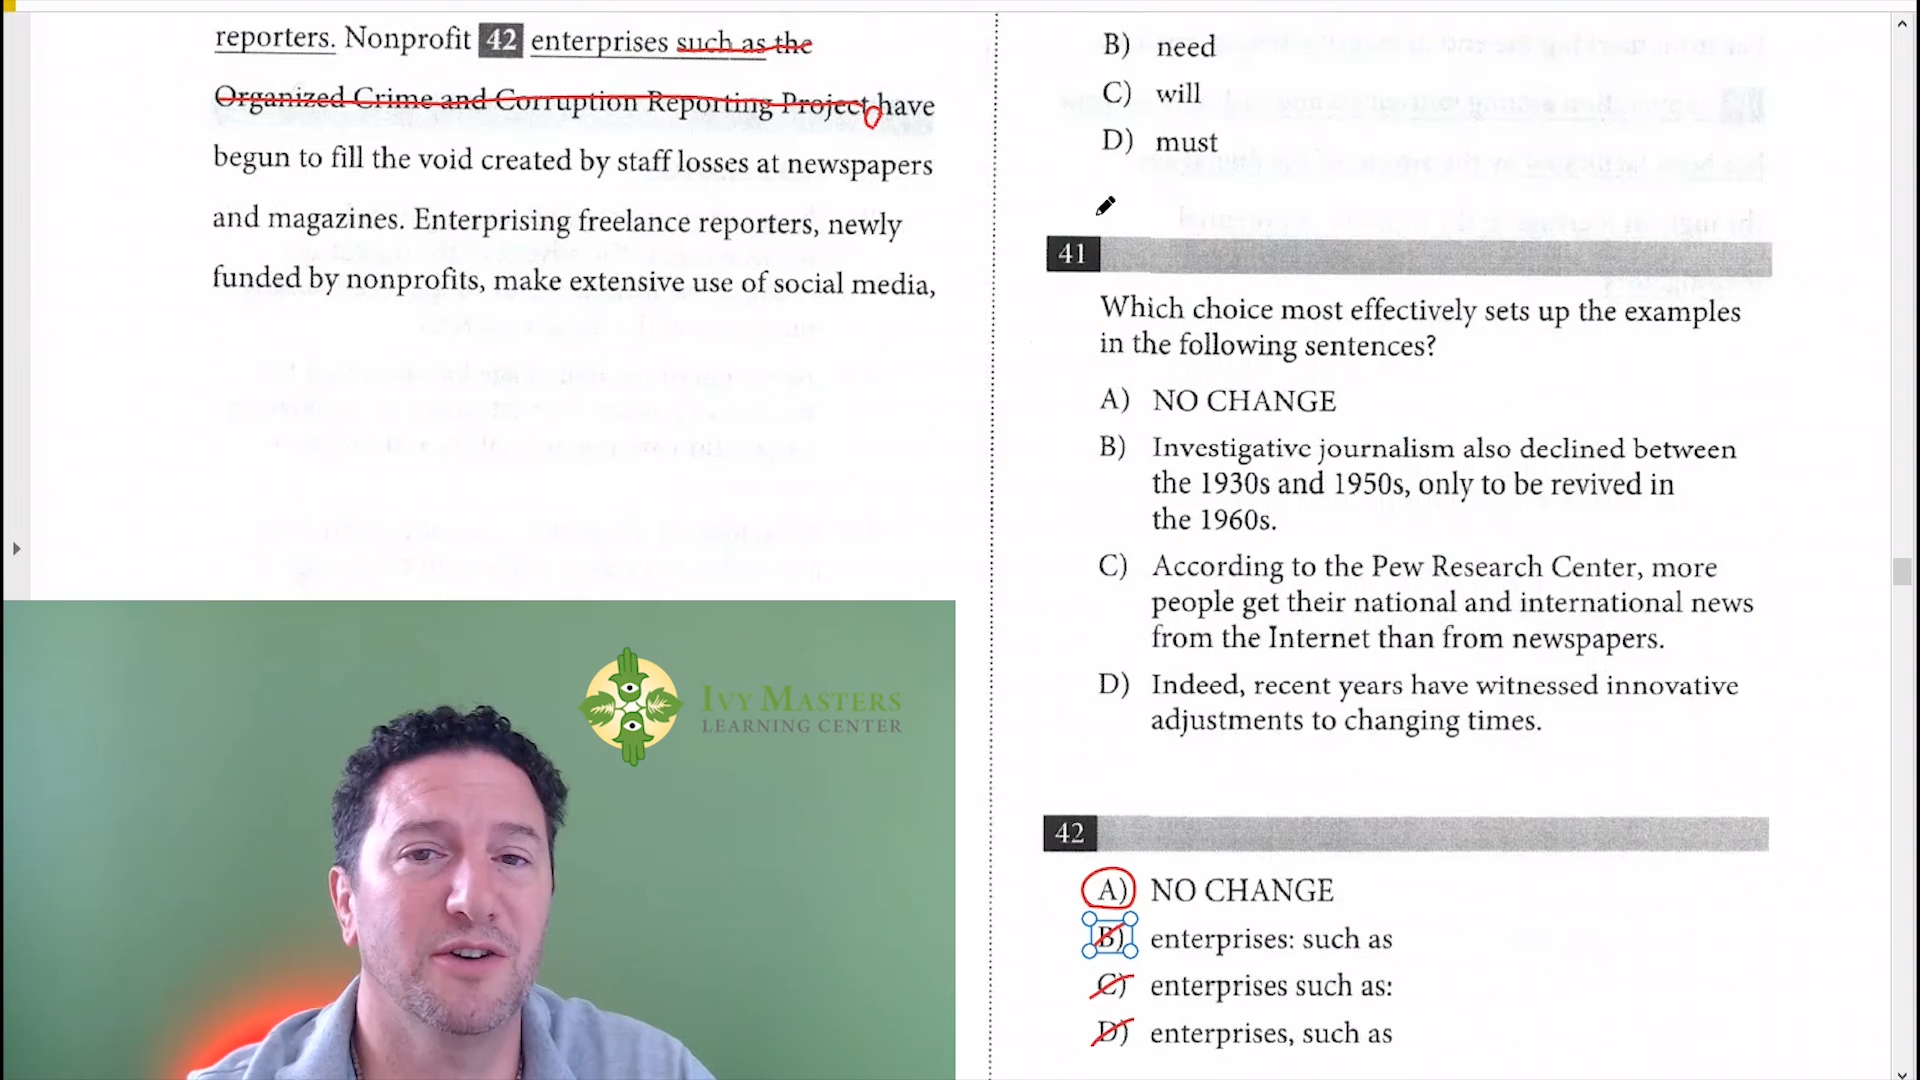 reporters. Nonprofit 42 enterprises such as the
Organized Crime and Corruption Reporting Project have
begun to fill the void created by staff losses at newspapers
and magazines. Enterprising freelance reporters, newly
funded by nonprofits, make extensive use of social media,
B) need
C) will
D) must
41
Which choice most effectively sets up the examples
in the following sentences?
A) NO CHANGE
B) Investigative journalism also declined between
the 1930s and 1950s, only to be revived in
the 1960s.
C) According to the Pew Research Center, more
people get their national and international news
from the Internet than from newspapers.
D) Indeed, recent years have witnessed innovative
adjustments to changing times.
42
A) NO CHANGE
B) enterprises: such as
C) enterprises such as:
D) enterprises, such as
IVY MASTERS
LEARNING CENTER